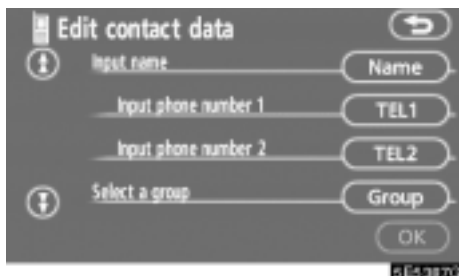 Edit contact data
Input name Name
Input phone number 1 TEL1
Input phone number 2 TEL2
Select a group Group
OK